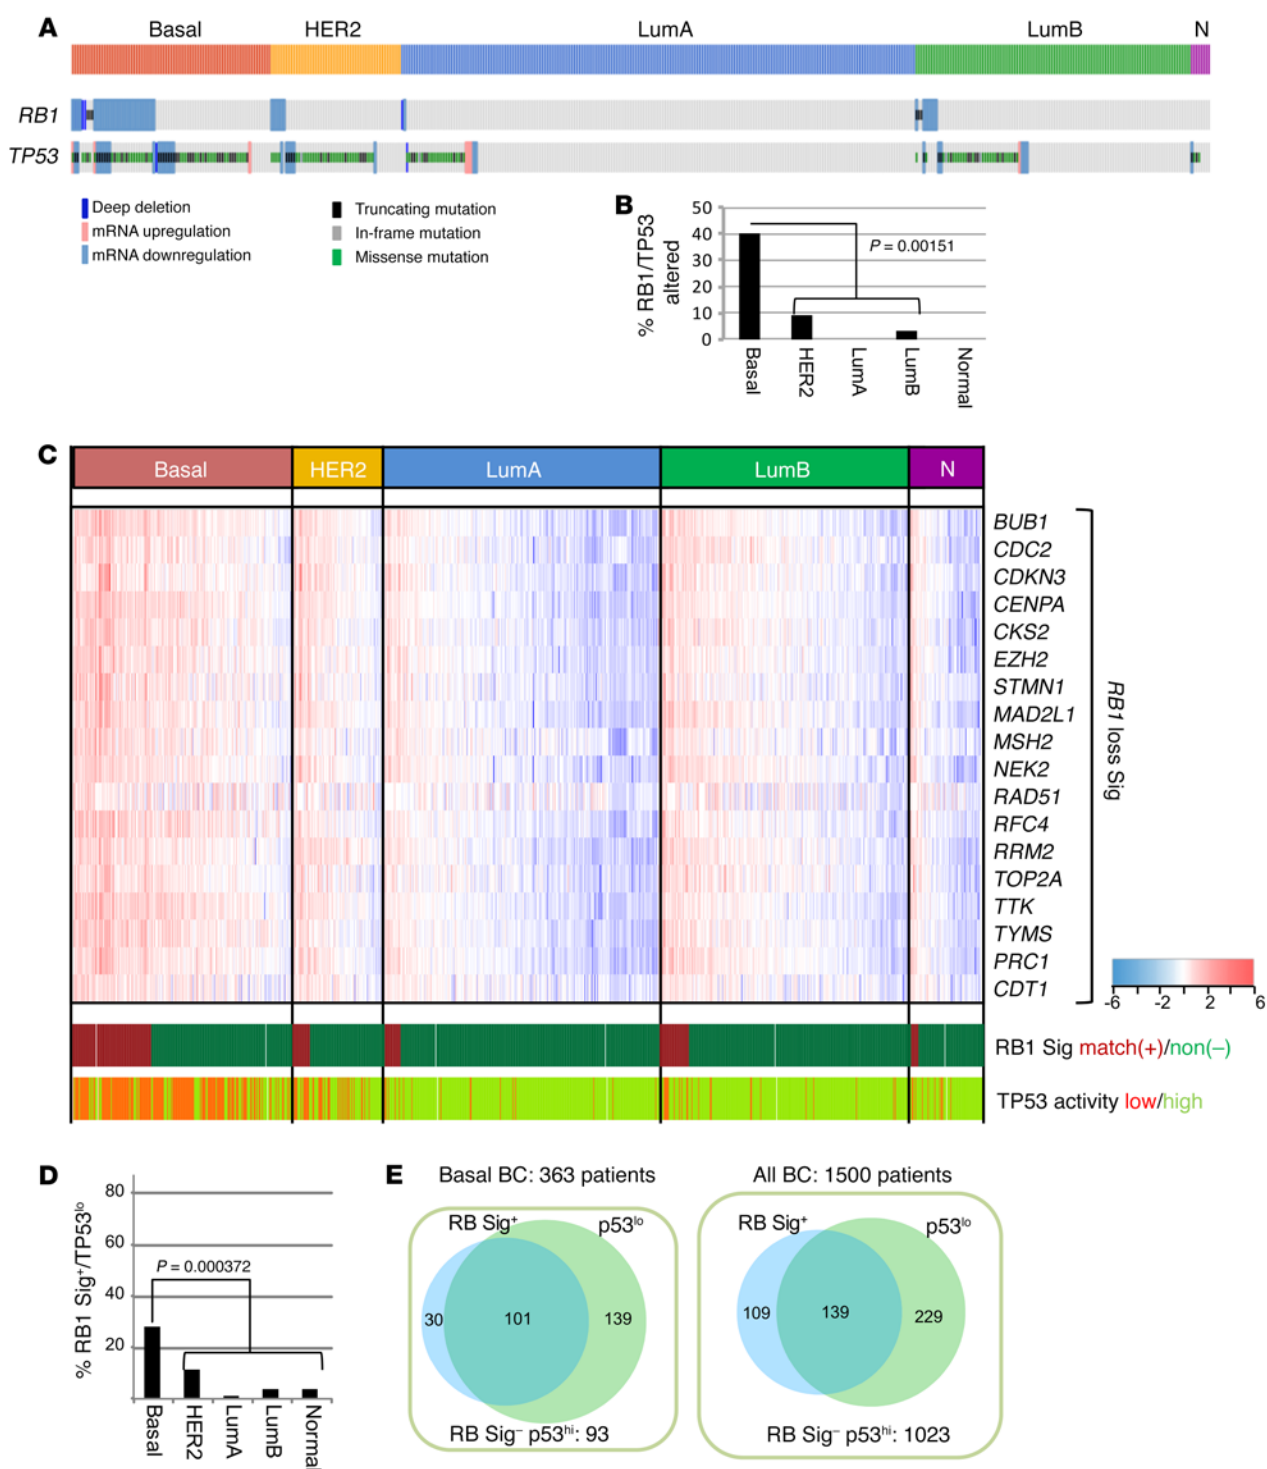 A
Basal HER2 LumA LumB N
RB1
TP53
Deep deletion
mRNA upregulation
mRNA downregulation
Truncating mutation
In-frame mutation
Missense mutation
B
% RB1/TP53
altered
50
40
30
20
10
0
P = 0.00151
Basal HER2 LumA LumB Normal
C
Basal HER2 LumA LumB N
BUB1
CDC2
CDKN3
CENPA
CKS2
EZH2
STMN1
MAD2L1
MSH2
NEK2
RAD51
RFC4
RRM2
TOP2A
TTK
TYMS
PRC1
CDT1
RB1 loss Sig
-6 -2 2 6
RB1 Sig match(+)/non(–)
TP53 activity low/high
D
% RB1 Sig⁺/TP53ˡᵒ
80
60
40
20
P = 0.000372
Basal HER2 LumA LumB Normal
E
Basal BC: 363 patients
RB Sig⁺ p53ˡᵒ
30 101 139
RB Sig⁻ p53ʰⁱ: 93
All BC: 1500 patients
RB Sig⁺ p53ˡᵒ
109 139 229
RB Sig⁻ p53ʰⁱ: 1023